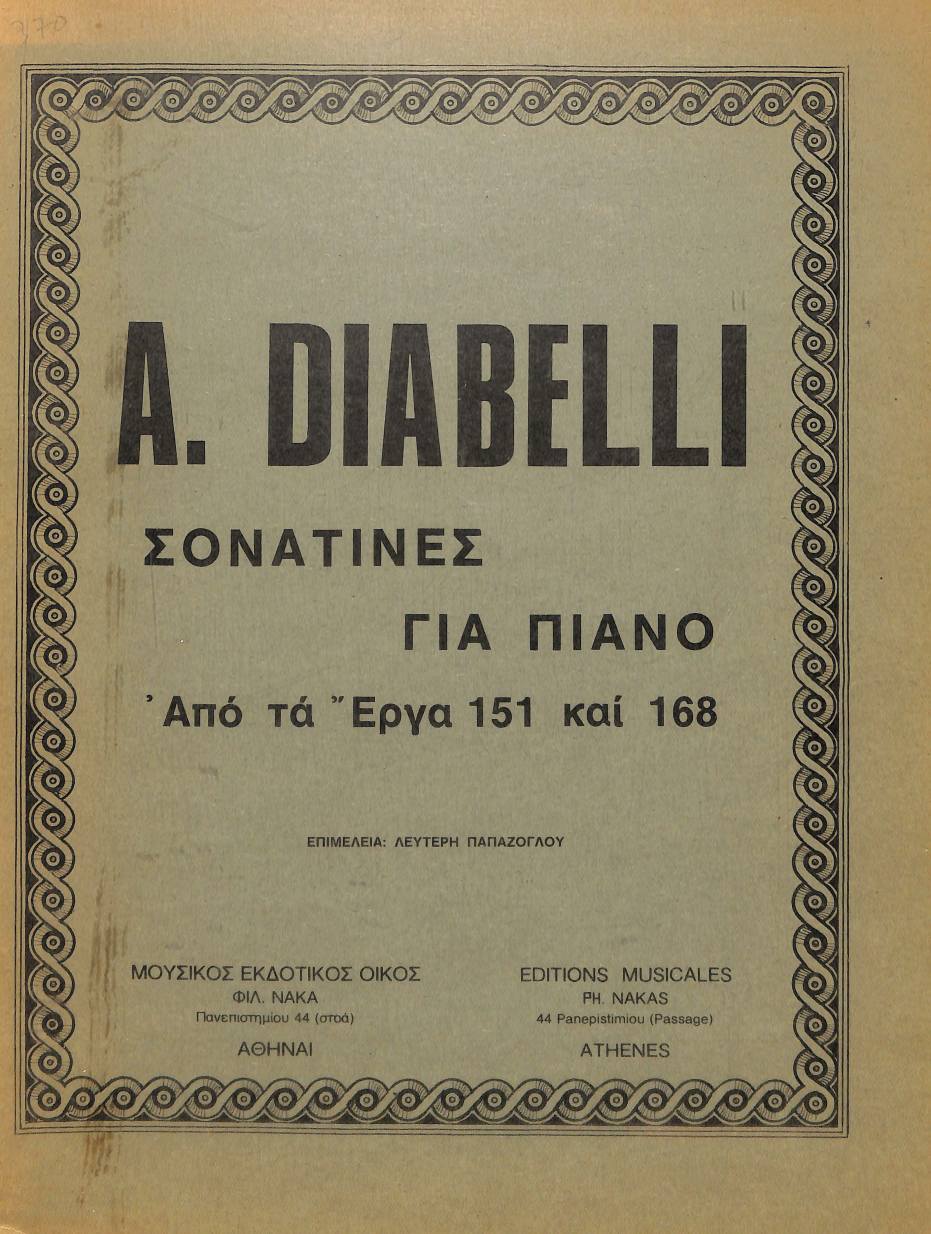 370
A. DIABELLI
ΣΟΝΑΤΙΝΕΣ
ΓΙΑ ΠΙΑΝΟ
Ἀπό τά Ἔργα 151 καί 168
ΕΠΙΜΕΛΕΙΑ: ΛΕΥΤΕΡΗ ΠΑΠΑΖΟΓΛΟΥ
ΜΟΥΣΙΚΟΣ ΕΚΔΟΤΙΚΟΣ ΟΙΚΟΣ
ΦΙΛ. ΝΑΚΑ
Πανεπιστημίου 44 (στοά)
ΑΘΗΝΑΙ
EDITIONS MUSICALES
PH. NAKAS
44 Panepistimiou (Passage)
ATHENES